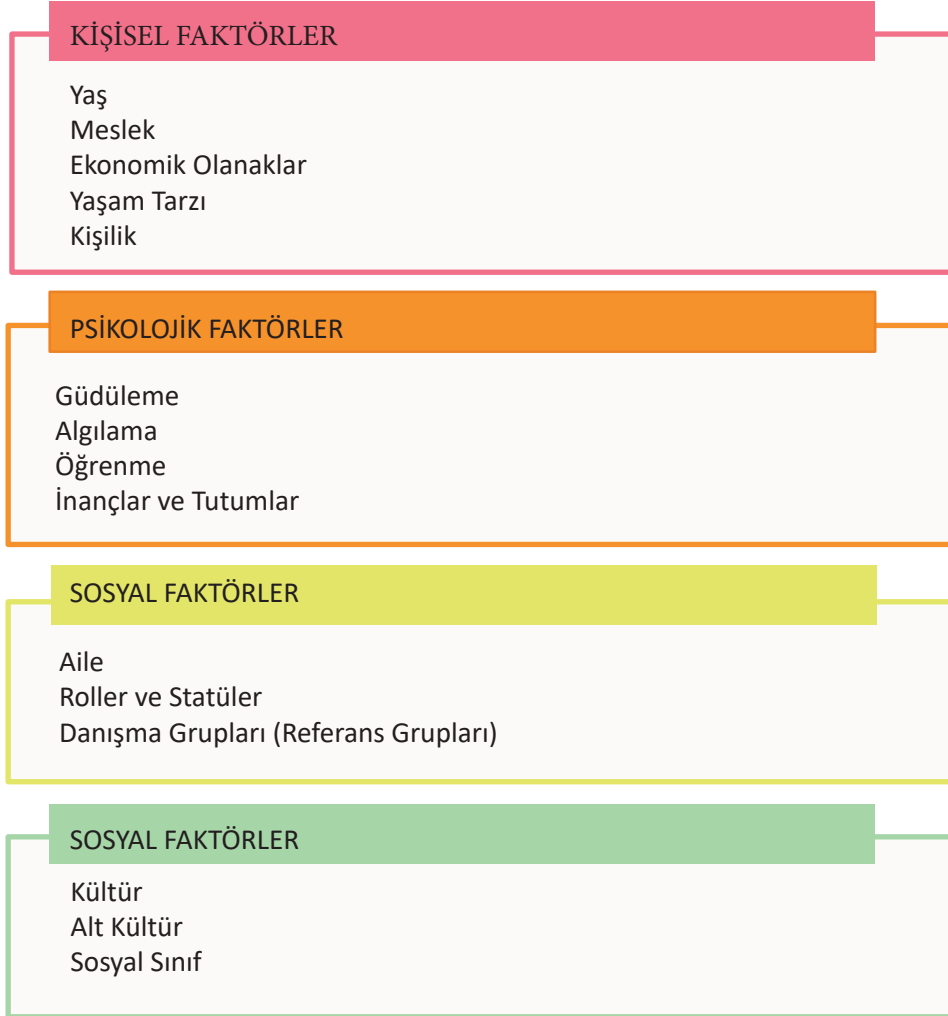 KİŞİSEL FAKTÖRLER
Yaş
Meslek
Ekonomik Olanaklar
Yaşam Tarzı
Kişilik
PSİKOLOJİK FAKTÖRLER
Güdüleme
Algılama
Öğrenme
İnançlar ve Tutumlar
SOSYAL FAKTÖRLER
Aile
Roller ve Statüler
Danışma Grupları (Referans Grupları)
SOSYAL FAKTÖRLER
Kültür
Alt Kültür
Sosyal Sınıf